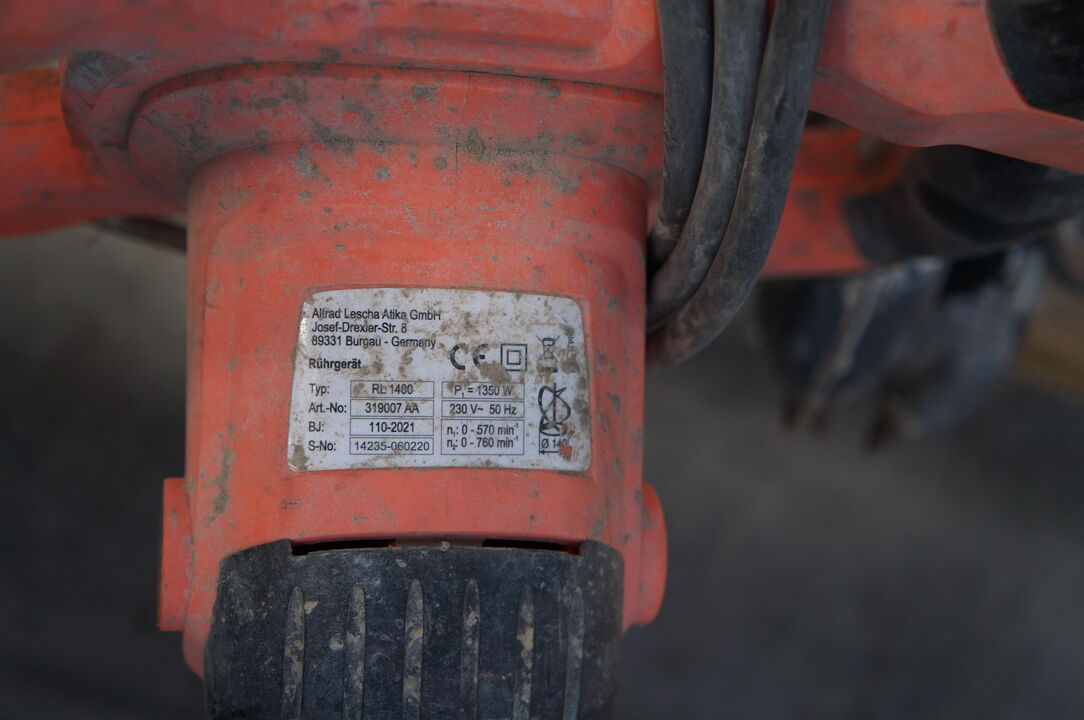 Altrad Lescha Atika GmbH
Josef-Drexler-Str. 8
89331 Burgau - Germany
Rührgerät
CE
Typ: RL 1400 P₁ = 1350 W
Art.-No: 319007 AA 230 V~ 50 Hz
BJ: 110-2021 n₁: 0 - 570 min⁻¹
S-No: 14235-060220 n₂: 0 - 760 min⁻¹